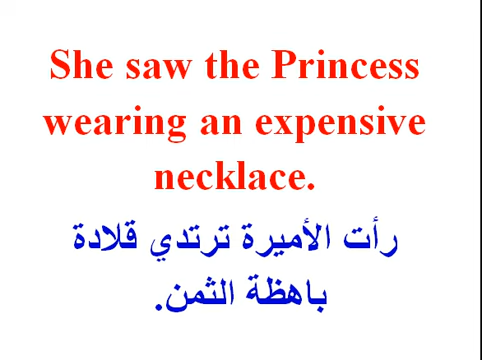 She saw the Princess
wearing an expensive
necklace.
رأت الأميرة ترتدي قلادة
باهظة الثمن.